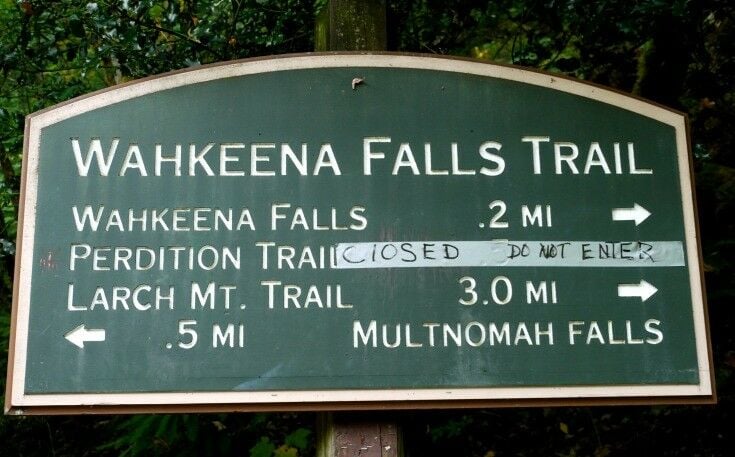 WAHKEENA FALLS TRAIL
WAHKEENA FALLS .2 MI
PERDITION TRAIL CLOSED DO NOT ENTER
LARCH MT. TRAIL 3.0 MI
.5 MI MULTNOMAH FALLS